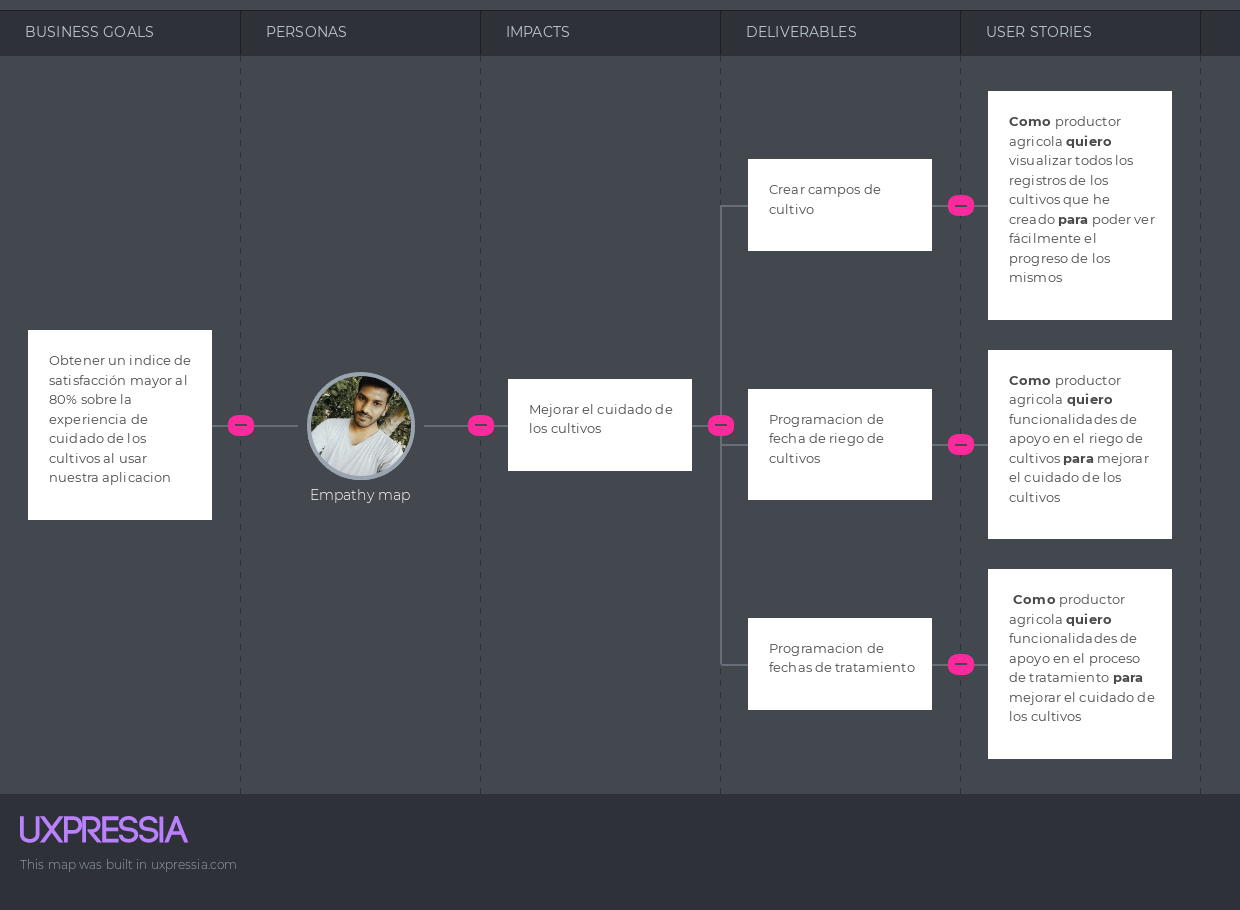 BUSINESS GOALS
PERSONAS
IMPACTS
DELIVERABLES
USER STORIES
Obtener un indice de
satisfacción mayor al
80% sobre la
experiencia de
cuidado de los
cultivos al usar
nuestra aplicacion
Empathy map
Mejorar el cuidado de
los cultivos
Crear campos de
cultivo
Como productor
agricola quiero
visualizar todos los
registros de los
cultivos que he
creado para poder ver
fácilmente el
progreso de los
mismos
Programacion de
fecha de riego de
cultivos
Como productor
agricola quiero
funcionalidades de
apoyo en el riego de
cultivos para mejorar
el cuidado de los
cultivos
Programacion de
fechas de tratamiento
Como productor
agricola quiero
funcionalidades de
apoyo en el proceso
de tratamiento para
mejorar el cuidado de
los cultivos
UXPRESSIA
This map was built in uxpressia.com